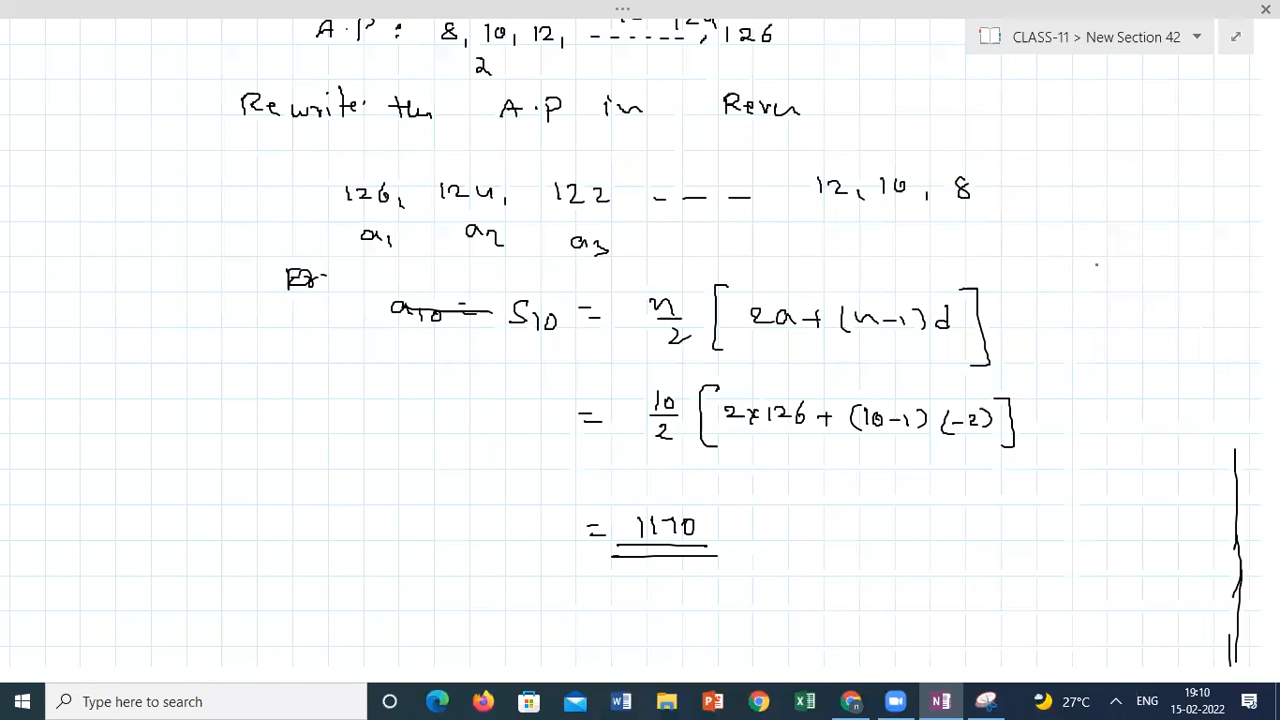 CLASS-11 > New Section 42
A.P : 8, 10, 12, - - - - - - , 126
2
Rewrite the A.P in Rever
126, 124, 122 - - - 12, 10, 8
a1 a2 a3
a10 = S10 = n/2 [2a + (n-1)d]
= 10/2 [2×126 + (10-1)(-2)]
= 1170
Type here to search
27°C ENG 19:10
15-02-2022